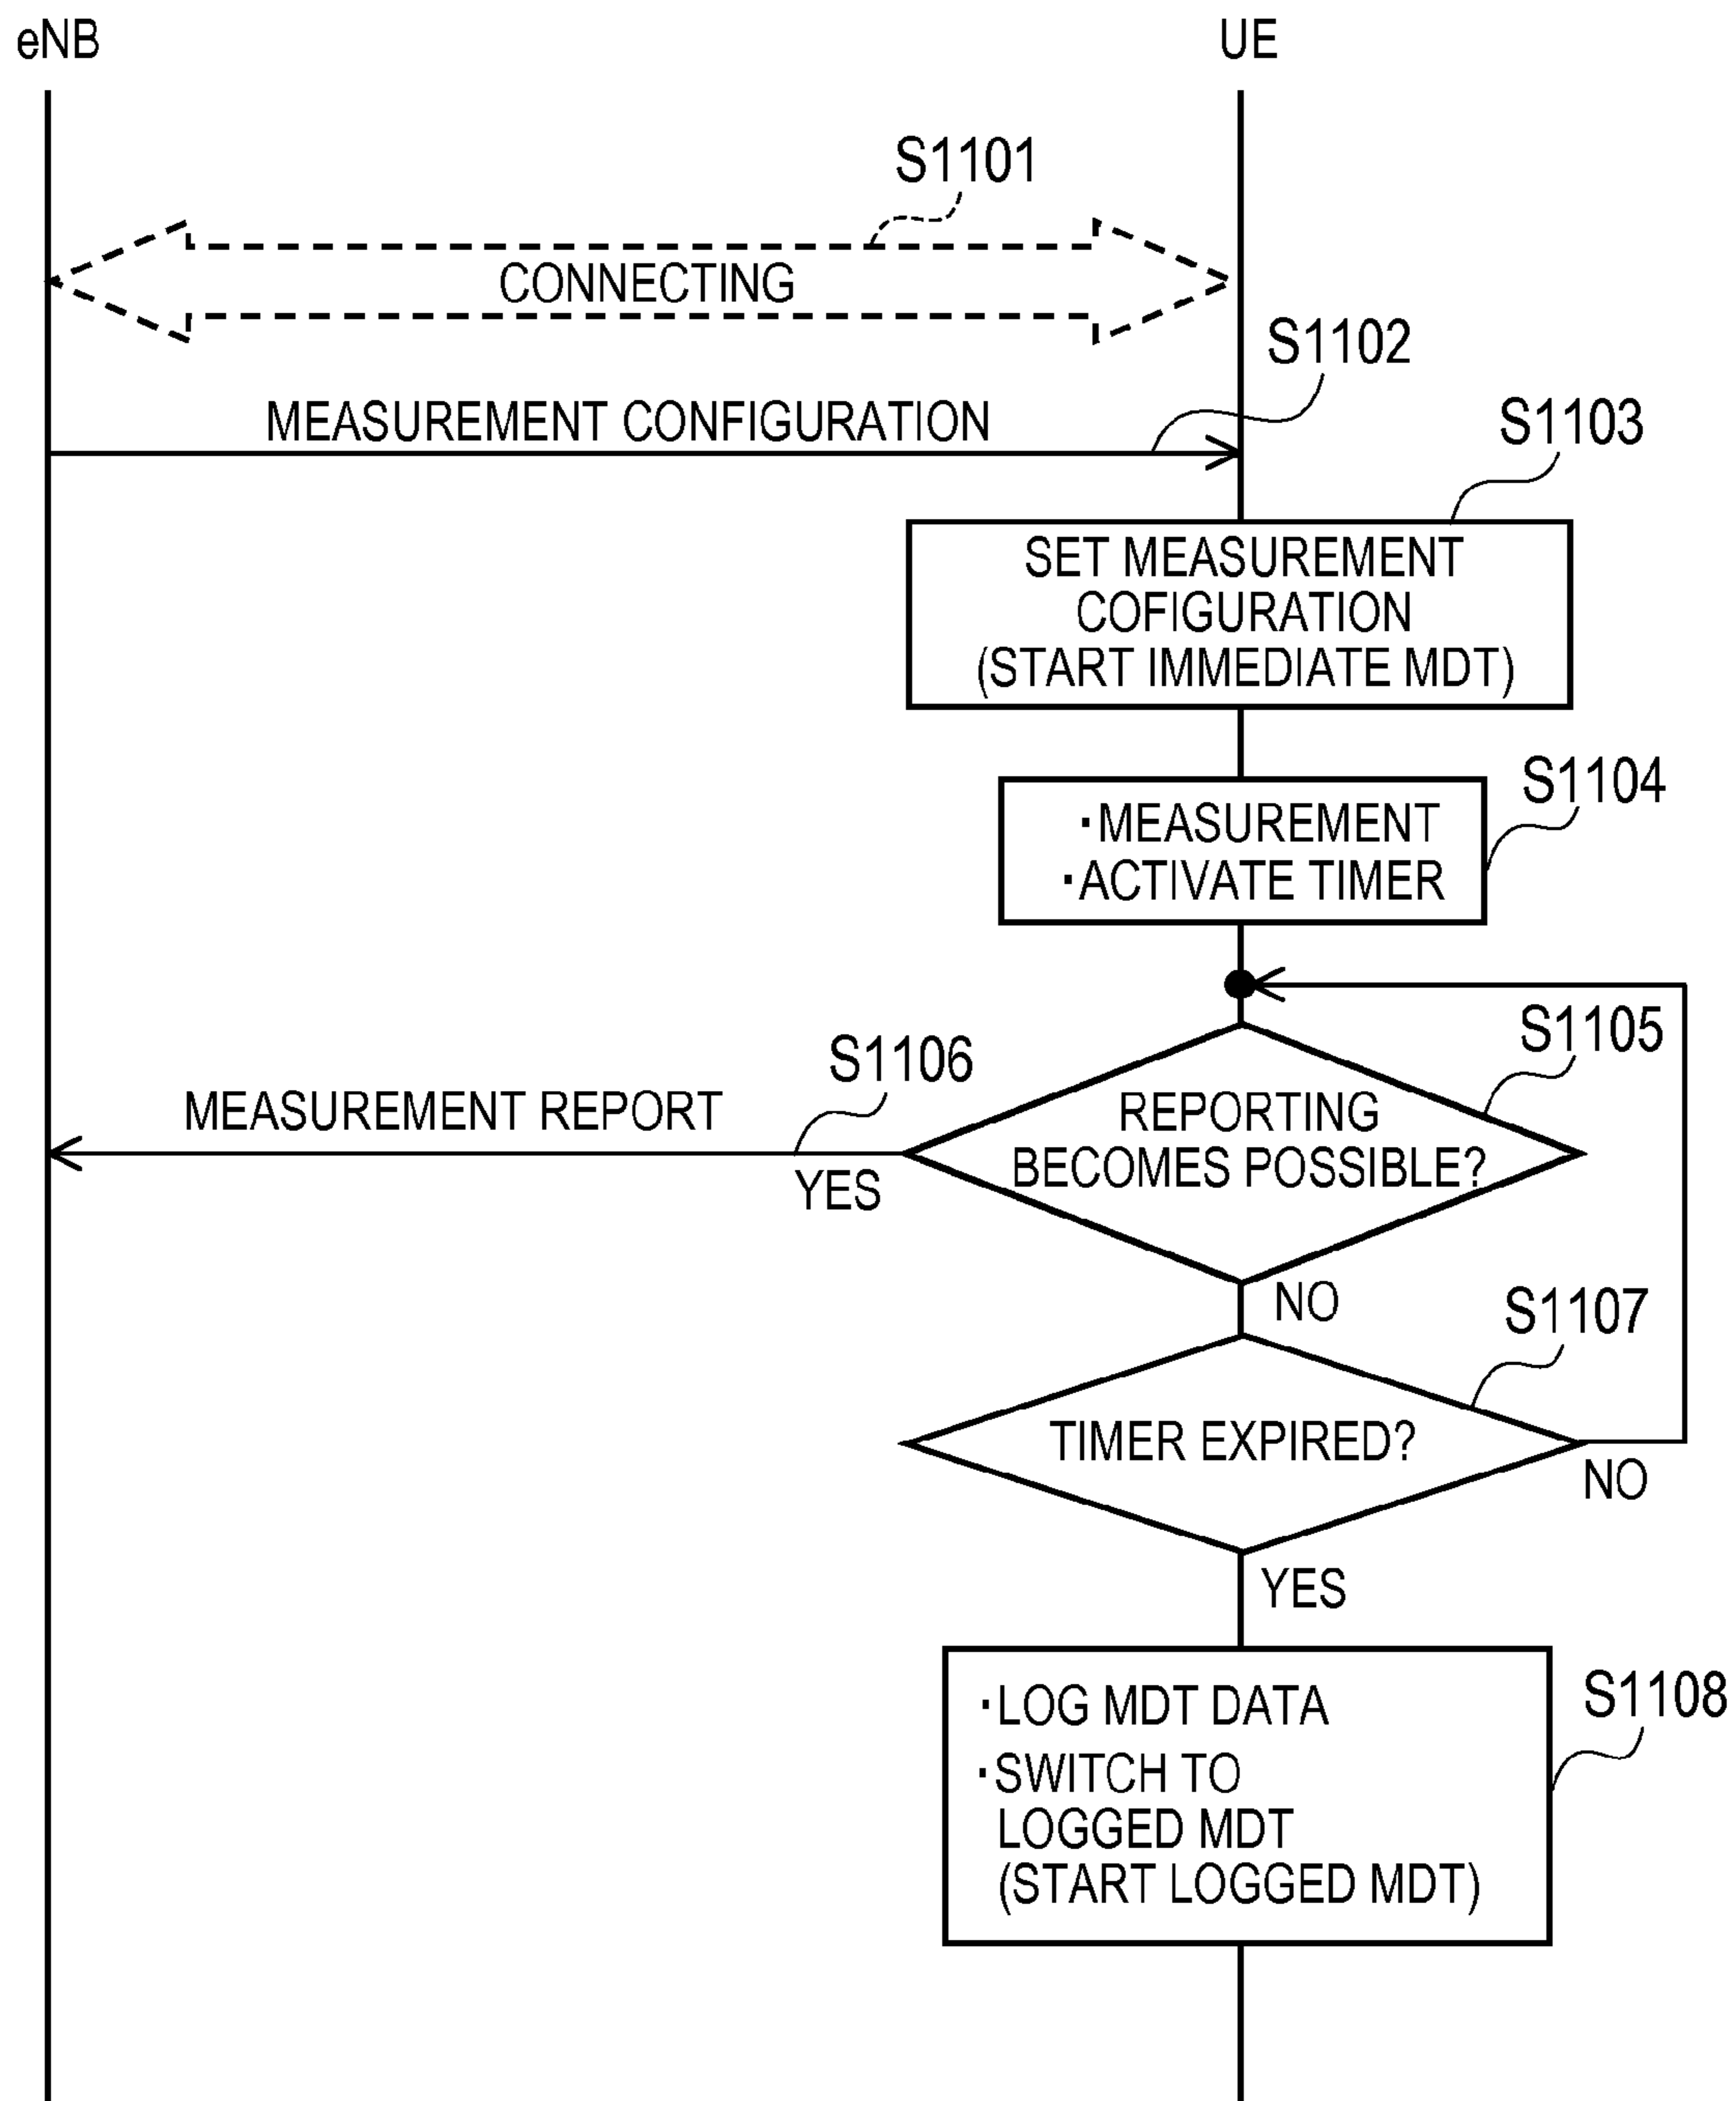 eNB
UE
S1101
CONNECTING
S1102
MEASUREMENT CONFIGURATION
S1103
SET MEASUREMENT
COFIGURATION
(START IMMEDIATE MDT)
S1104
・MEASUREMENT
・ACTIVATE TIMER
S1105
S1106
MEASUREMENT REPORT
REPORTING
BECOMES POSSIBLE?
YES
NO
S1107
TIMER EXPIRED?
NO
YES
S1108
・LOG MDT DATA
・SWITCH TO
LOGGED MDT
(START LOGGED MDT)